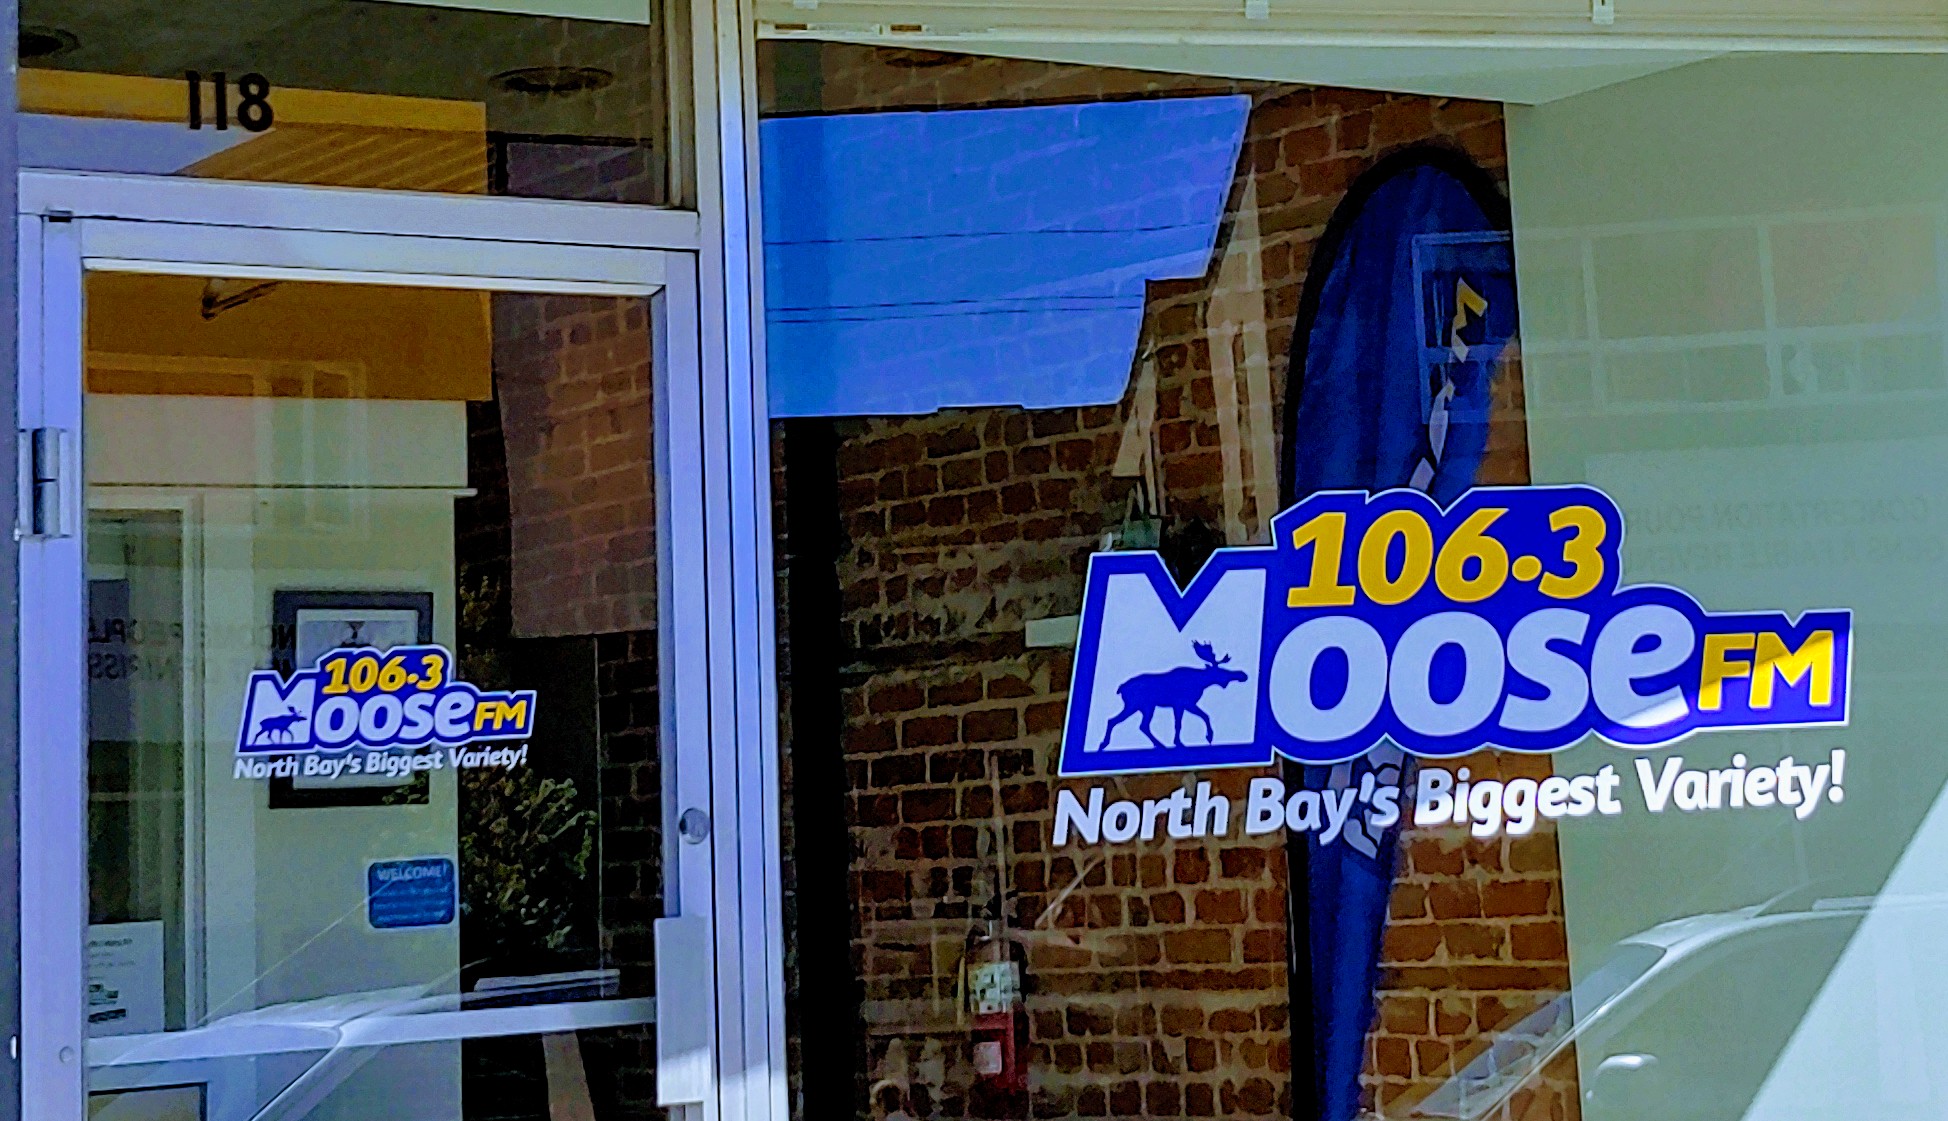 118
106.3
Moose FM
North Bay's Biggest Variety!
WELCOME!
106.3
Moose FM
North Bay's Biggest Variety!